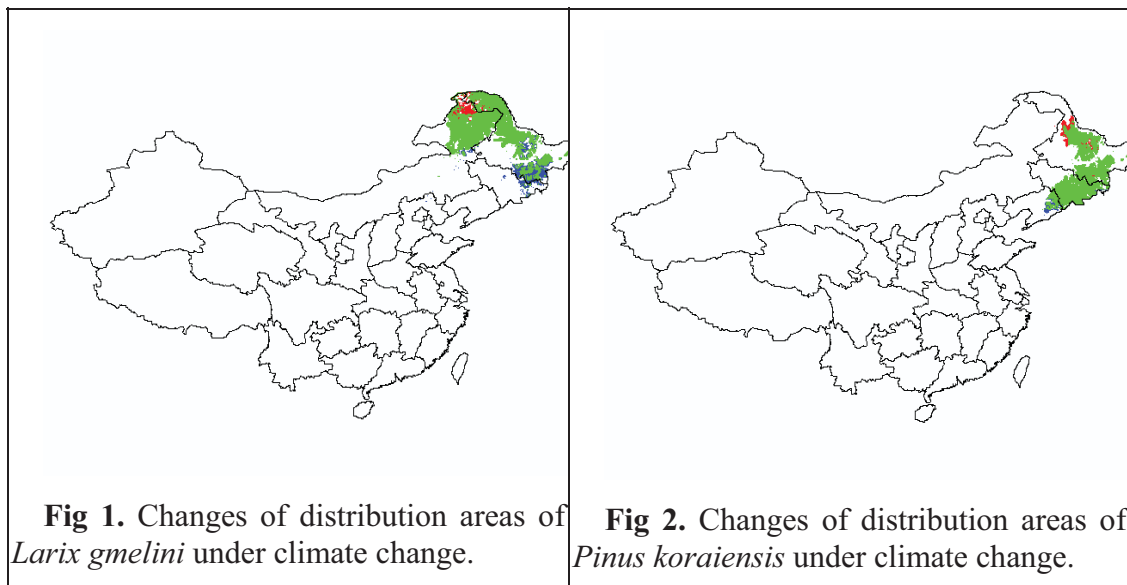 Fig 1. Changes of distribution areas of
Larix gmelini under climate change.
Fig 2. Changes of distribution areas of
Pinus koraiensis under climate change.